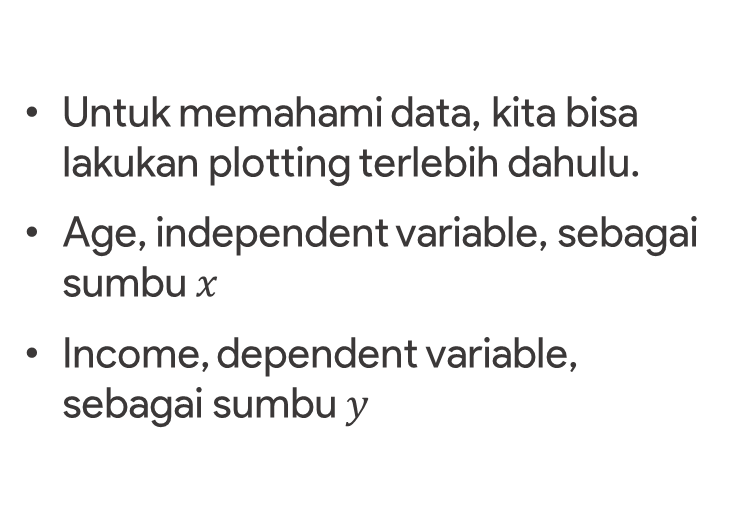 • Untuk memahami data, kita bisa
lakukan plotting terlebih dahulu.
• Age, independent variable, sebagai
sumbu x
• Income, dependent variable,
sebagai sumbu y